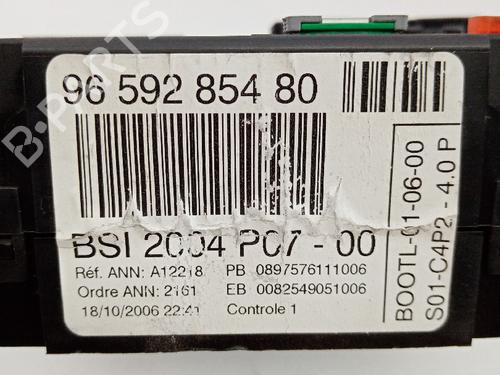 B-PARTS
96 592 854 80
BSI 2004 P07 - 00
Réf. ANN: A12218 PB 0897576111006
Ordre ANN: 2161 EB 0082549051006
18/10/2006 22:41 Controle 1
BOOTL-01-06-00
S01-C4P2 - 4.0 P